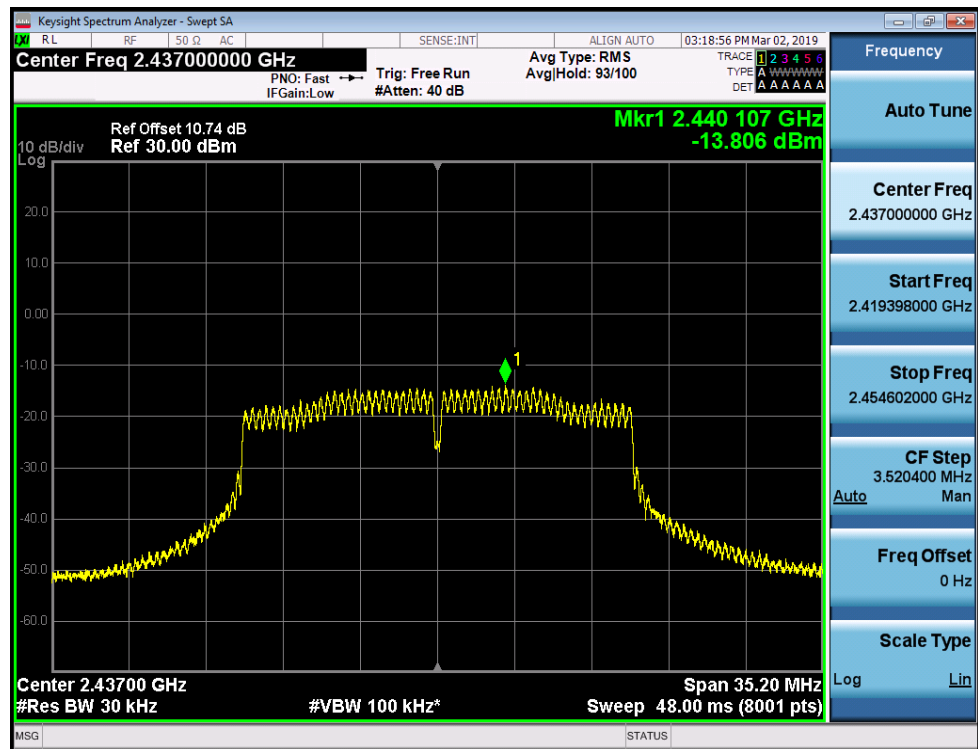 Keysight Spectrum Analyzer - Swept SA
LXI RL RF 50 Ω AC SENSE:INT ALIGN AUTO 03:18:56 PM Mar 02, 2019
Center Freq 2.437000000 GHz
PNO: Fast
IFGain:Low
Trig: Free Run
#Atten: 40 dB
Avg Type: RMS
Avg|Hold: 93/100
TRACE 1 2 3 4 5 6
TYPE A WWWWW
DET A A A A A A
Mkr1 2.440 107 GHz
-13.806 dBm
Ref Offset 10.74 dB
10 dB/div Ref 30.00 dBm
Log
20.0
10.0
0.00
-10.0
-20.0
-30.0
-40.0
-50.0
-60.0
1
Center 2.43700 GHz Span 35.20 MHz
#Res BW 30 kHz #VBW 100 kHz* Sweep 48.00 ms (8001 pts)
MSG STATUS
Frequency
Auto Tune
Center Freq
2.437000000 GHz
Start Freq
2.419398000 GHz
Stop Freq
2.454602000 GHz
CF Step
3.520400 MHz
Auto Man
Freq Offset
0 Hz
Scale Type
Log Lin